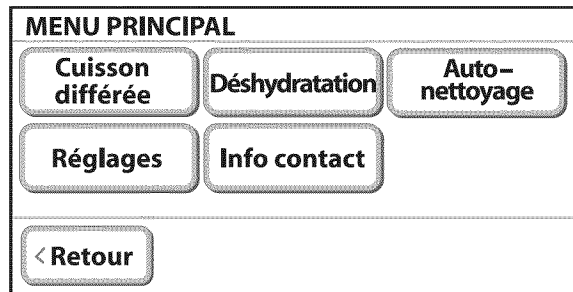 MENU PRINCIPAL
Cuisson
différée
Déshydratation
Auto–
nettoyage
Réglages
Info contact
< Retour